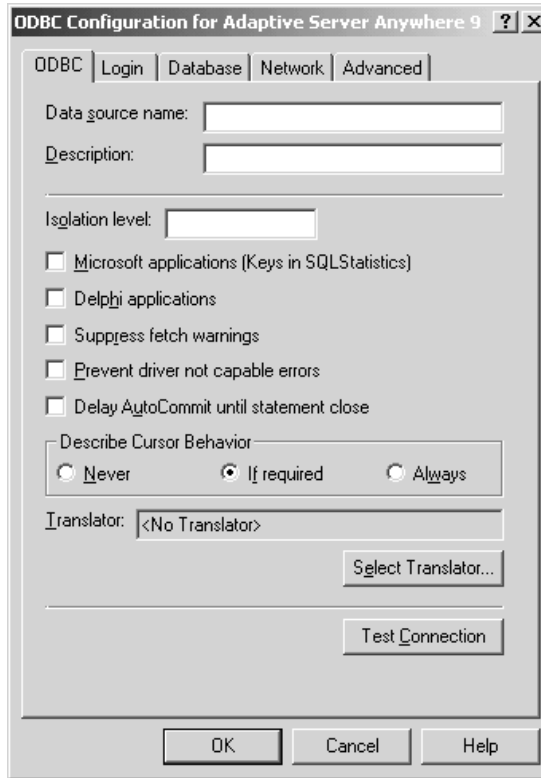 ODBC Configuration for Adaptive Server Anywhere 9 ? X
ODBC Login Database Network Advanced
Data source name:
Description:
Isolation level:
Microsoft applications (Keys in SQLStatistics)
Delphi applications
Suppress fetch warnings
Prevent driver not capable errors
Delay AutoCommit until statement close
Describe Cursor Behavior
Never If required Always
Translator: <No Translator>
Select Translator...
Test Connection
OK Cancel Help